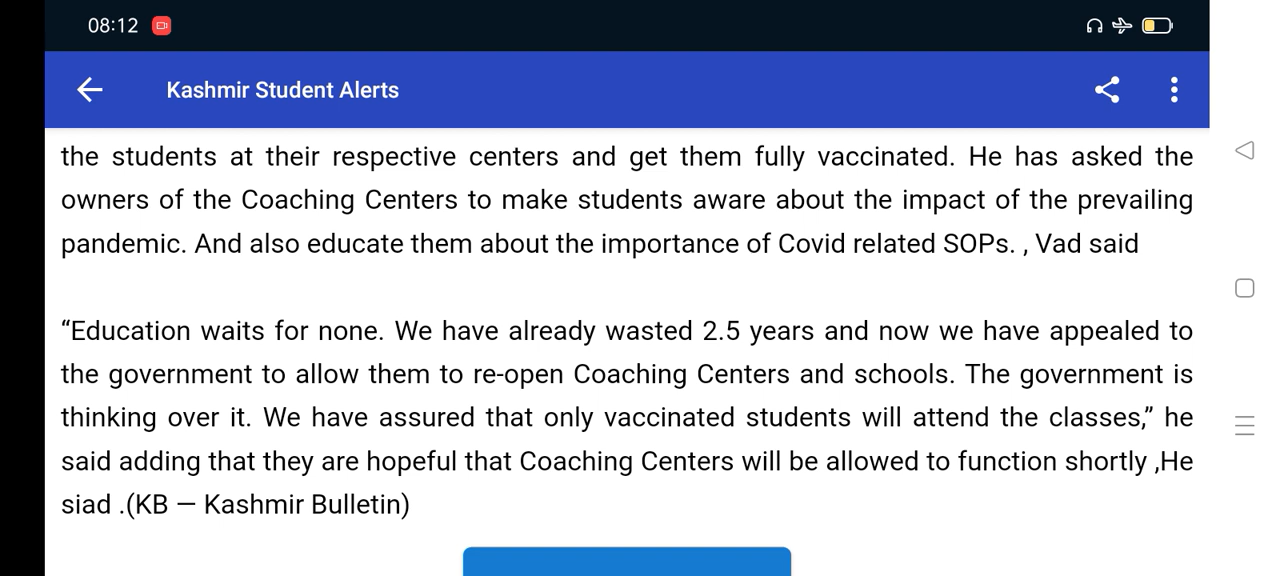 08:12
Kashmir Student Alerts
the students at their respective centers and get them fully vaccinated. He has asked the
owners of the Coaching Centers to make students aware about the impact of the prevailing
pandemic. And also educate them about the importance of Covid related SOPs. , Vad said
“Education waits for none. We have already wasted 2.5 years and now we have appealed to
the government to allow them to re-open Coaching Centers and schools. The government is
thinking over it. We have assured that only vaccinated students will attend the classes,” he
said adding that they are hopeful that Coaching Centers will be allowed to function shortly ,He
siad .(KB — Kashmir Bulletin)